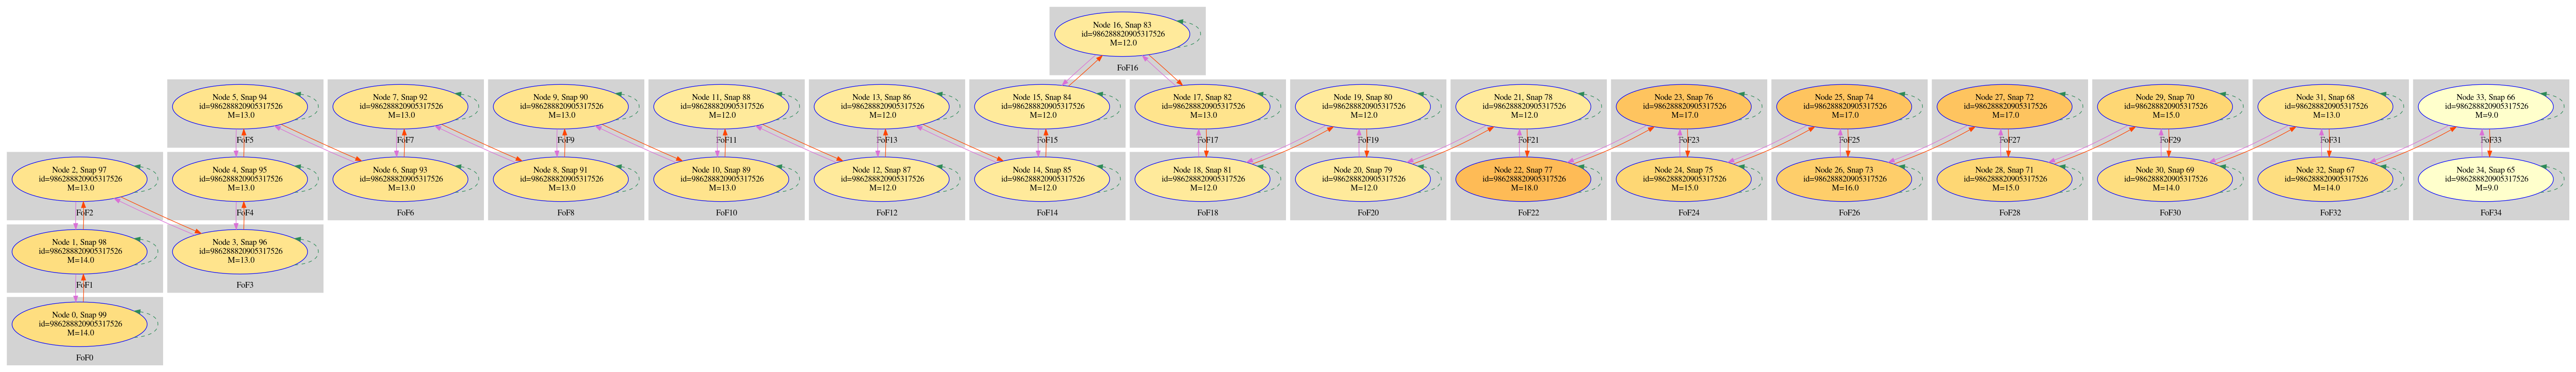 Node 16, Snap 83
id=986288820905317526
M=12.0
FoF16
Node 5, Snap 94
id=986288820905317526
M=13.0
FoF5
Node 7, Snap 92
id=986288820905317526
M=13.0
FoF7
Node 9, Snap 90
id=986288820905317526
M=13.0
FoF9
Node 11, Snap 88
id=986288820905317526
M=12.0
FoF11
Node 13, Snap 86
id=986288820905317526
M=12.0
FoF13
Node 15, Snap 84
id=986288820905317526
M=12.0
FoF15
Node 17, Snap 82
id=986288820905317526
M=13.0
FoF17
Node 19, Snap 80
id=986288820905317526
M=12.0
FoF19
Node 21, Snap 78
id=986288820905317526
M=12.0
FoF21
Node 23, Snap 76
id=986288820905317526
M=17.0
FoF23
Node 25, Snap 74
id=986288820905317526
M=17.0
FoF25
Node 27, Snap 72
id=986288820905317526
M=17.0
FoF27
Node 29, Snap 70
id=986288820905317526
M=15.0
FoF29
Node 31, Snap 68
id=986288820905317526
M=13.0
FoF31
Node 33, Snap 66
id=986288820905317526
M=9.0
FoF33
Node 2, Snap 97
id=986288820905317526
M=13.0
FoF2
Node 4, Snap 95
id=986288820905317526
M=13.0
FoF4
Node 6, Snap 93
id=986288820905317526
M=13.0
FoF6
Node 8, Snap 91
id=986288820905317526
M=13.0
FoF8
Node 10, Snap 89
id=986288820905317526
M=13.0
FoF10
Node 12, Snap 87
id=986288820905317526
M=12.0
FoF12
Node 14, Snap 85
id=986288820905317526
M=12.0
FoF14
Node 18, Snap 81
id=986288820905317526
M=12.0
FoF18
Node 20, Snap 79
id=986288820905317526
M=12.0
FoF20
Node 22, Snap 77
id=986288820905317526
M=18.0
FoF22
Node 24, Snap 75
id=986288820905317526
M=15.0
FoF24
Node 26, Snap 73
id=986288820905317526
M=16.0
FoF26
Node 28, Snap 71
id=986288820905317526
M=15.0
FoF28
Node 30, Snap 69
id=986288820905317526
M=14.0
FoF30
Node 32, Snap 67
id=986288820905317526
M=14.0
FoF32
Node 34, Snap 65
id=986288820905317526
M=9.0
FoF34
Node 1, Snap 98
id=986288820905317526
M=14.0
FoF1
Node 3, Snap 96
id=986288820905317526
M=13.0
FoF3
Node 0, Snap 99
id=986288820905317526
M=14.0
FoF0